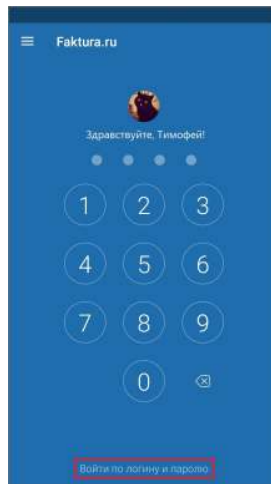 Faktura.ru
Здравствуйте, Тимофей!
1 2 3
4 5 6
7 8 9
0
Войти по логину и паролю